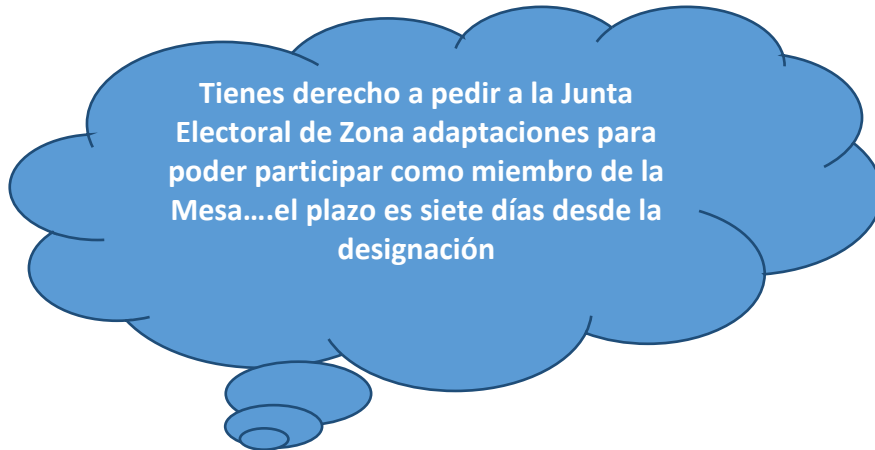 Tienes derecho a pedir a la Junta
Electoral de Zona adaptaciones para
poder participar como miembro de la
Mesa....el plazo es siete días desde la
designación